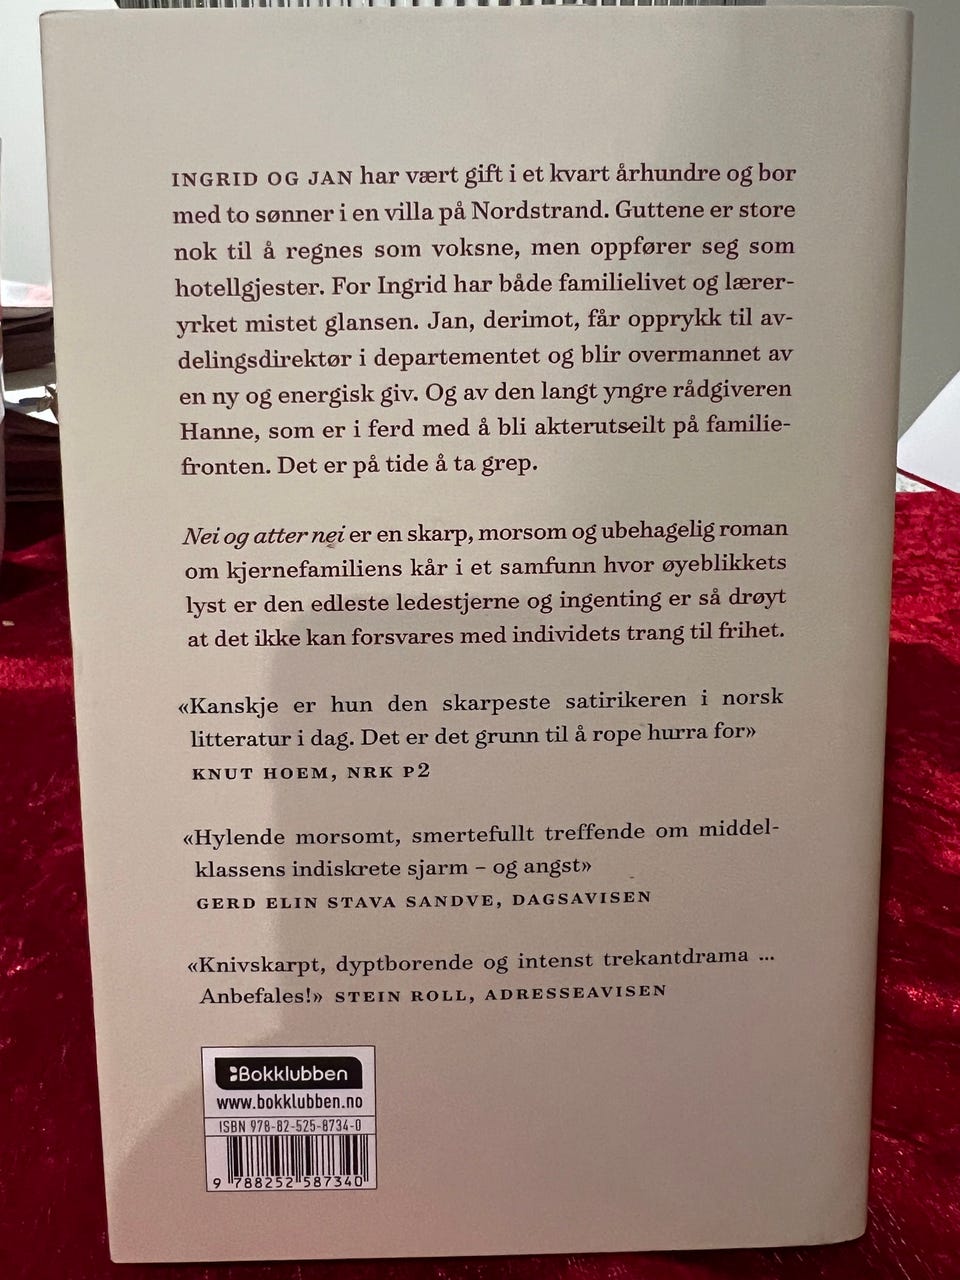 INGRID OG JAN har vært gift i et kvart århundre og bor
med to sønner i en villa på Nordstrand. Guttene er store
nok til å regnes som voksne, men oppfører seg som
hotellgjester. For Ingrid har både familielivet og lærer-
yrket mistet glansen. Jan, derimot, får opprykk til av-
delingsdirektør i departementet og blir overmannet av
en ny og energisk giv. Og av den langt yngre rådgiveren
Hanne, som er i ferd med å bli akterutseilt på familie-
fronten. Det er på tide å ta grep.
Nei og atter nei er en skarp, morsom og ubehagelig roman
om kjernefamiliens kår i et samfunn hvor øyeblikkets
lyst er den edleste ledestjerne og ingenting er så drøyt
at det ikke kan forsvares med individets trang til frihet.
«Kanskje er hun den skarpeste satirikeren i norsk
litteratur i dag. Det er det grunn til å rope hurra for»
KNUT HOEM, NRK P2
«Hylende morsomt, smertefullt treffende om middel-
klassens indiskrete sjarm – og angst»
GERD ELIN STAVA SANDVE, DAGSAVISEN
«Knivskarpt, dyptborende og intenst trekantdrama ...
Anbefales!» STEIN ROLL, ADRESSEAVISEN
Bokklubben
www.bokklubben.no
ISBN 978-82-525-8734-0
9 788252 587340